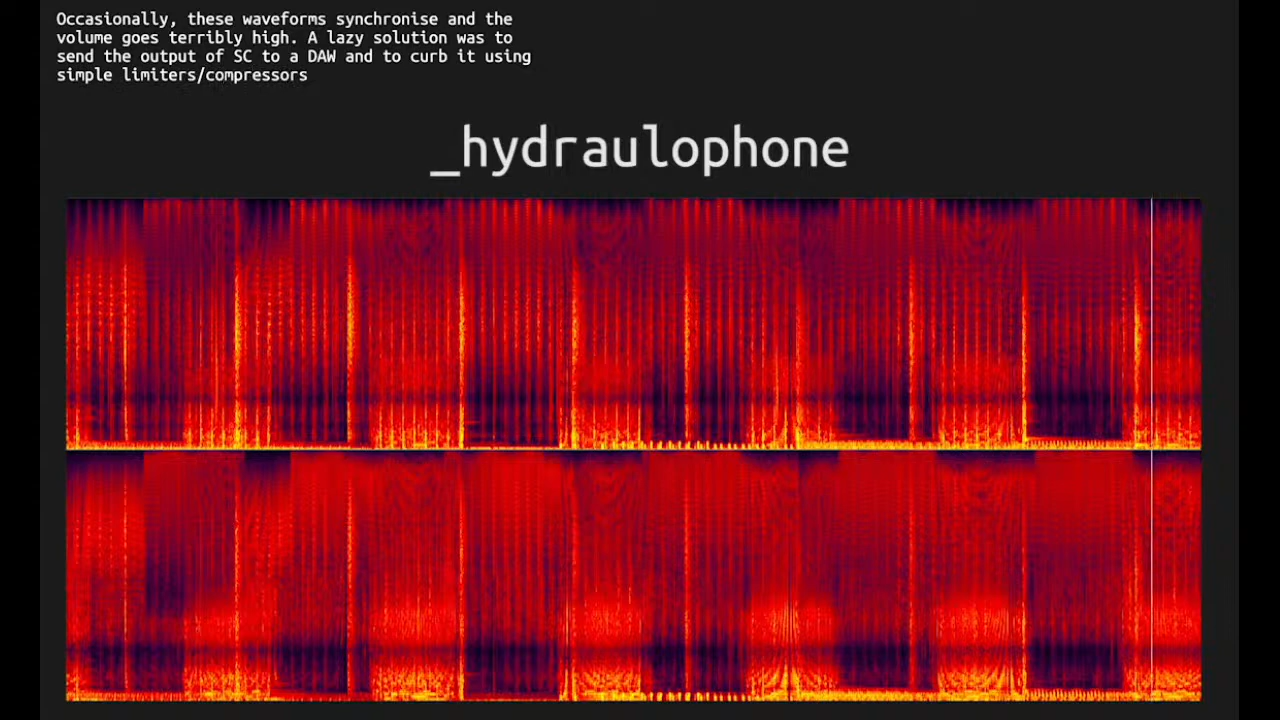 Occasionally, these waveforms synchronise and the
volume goes terribly high. A lazy solution was to
send the output of SC to a DAW and to curb it using
simple limiters/compressors
_hydraulophone